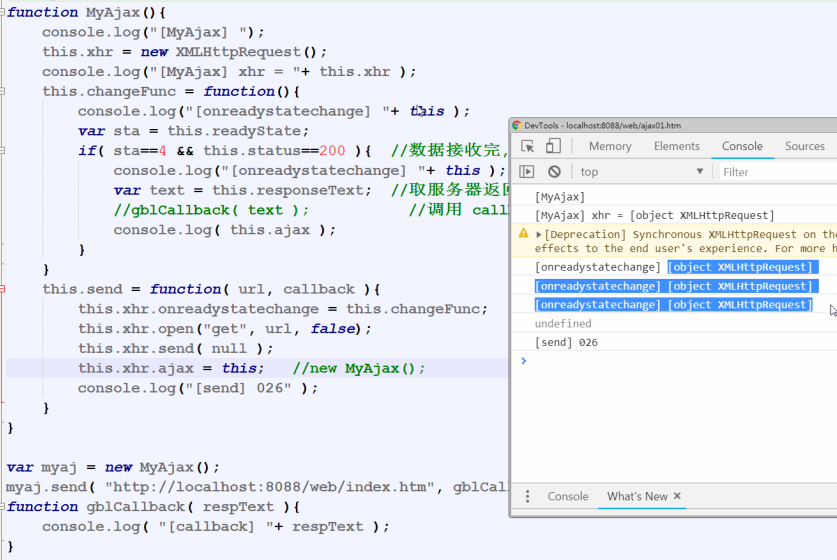 function MyAjax(){
console.log("[MyAjax] ");
this.xhr = new XMLHttpRequest();
console.log("[MyAjax] xhr = "+ this.xhr );
this.changeFunc = function(){
console.log("[onreadystatechange] "+ this );
var sta = this.readyState;
if( sta==4 && this.status==200 ){ //数据接收完,
console.log("[onreadystatechange] "+ this );
var text = this.responseText; //取服务器返回
//gblCallback( text ); //调用 call
console.log( this.ajax );
}
}
this.send = function( url, callback ){
this.xhr.onreadystatechange = this.changeFunc;
this.xhr.open("get", url, false);
this.xhr.send( null );
this.xhr.ajax = this; //new MyAjax();
console.log("[send] 026" );
}
}
var myaj = new MyAjax();
myaj.send( "http://localhost:8088/web/index.htm", gblCal
function gblCallback( respText ){
console.log( "[callback] "+ respText );
}
DevTools - localhost:8088/web/ajax01.htm
Memory Elements Console Sources
top ▼ Filter
[MyAjax]
[MyAjax] xhr = [object XMLHttpRequest]
[Deprecation] Synchronous XMLHttpRequest on the
effects to the end user's experience. For more h
[onreadystatechange] [object XMLHttpRequest]
[onreadystatechange] [object XMLHttpRequest]
[onreadystatechange] [object XMLHttpRequest]
undefined
[send] 026
>
Console What's New ×